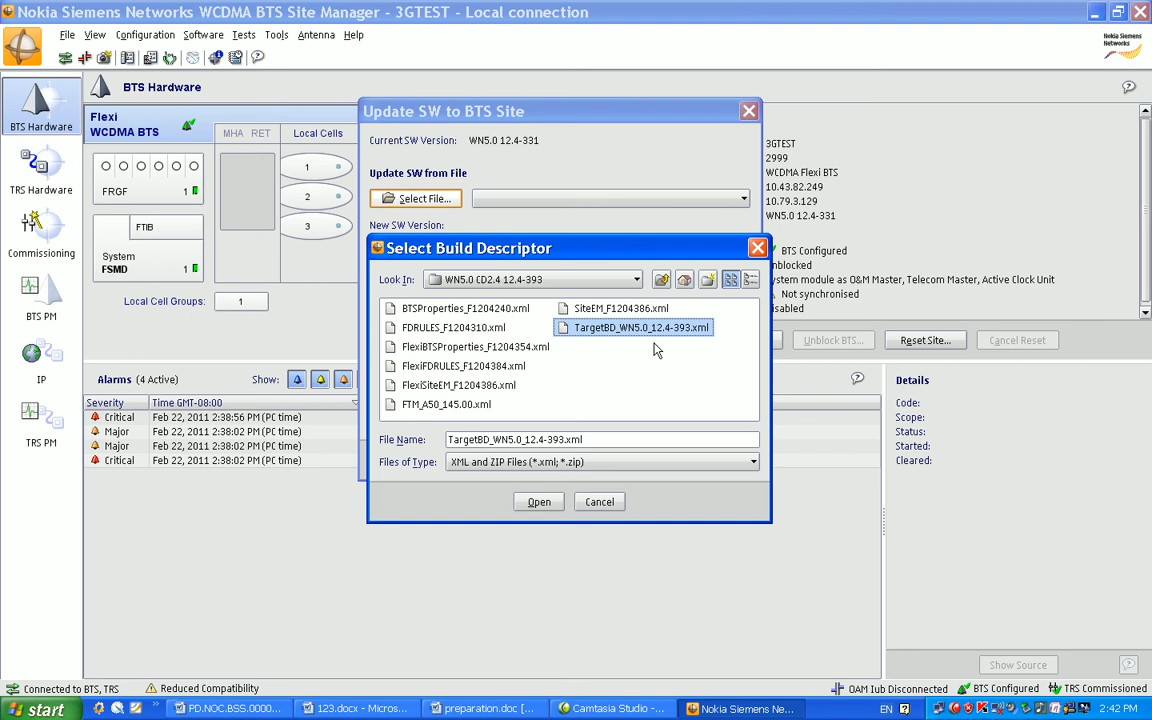 Nokia Siemens Networks WCDMA BTS Site Manager - 3GTEST - Local connection
File View Configuration Software Tests Tools Antenna Help
Nokia Siemens
Networks
BTS Hardware
TRS Hardware
Commissioning
BTS PM
IP
TRS PM
BTS Hardware
Flexi
WCDMA BTS
MHA RET Local Cells
FRGF 1
1
2
3
FTIB
System
FSMD 1
Local Cell Groups: 1
Update SW to BTS Site
Current SW Version: WN5.0 12.4-331
Update SW from File
Select File...
New SW Version:
Select Build Descriptor
Look In: WN5.0 CD2.4 12.4-393
BTSProperties_F1204240.xml
FDRULES_F1204310.xml
FlexiBTSProperties_F1204354.xml
FlexiFDRULES_F1204384.xml
FlexiSiteEM_F1204386.xml
FTM_A50_145.00.xml
SiteEM_F1204386.xml
TargetBD_WN5.0_12.4-393.xml
File Name: TargetBD_WN5.0_12.4-393.xml
Files of Type: XML and ZIP Files (*.xml; *.zip)
Open Cancel
3GTEST
2999
WCDMA Flexi BTS
10.43.82.249
10.79.3.129
WN5.0 12.4-331
BTS Configured
nblocked
ystem module as O&M Master, Telecom Master, Active Clock Unit
Not synchronised
isabled
Unblock BTS... Reset Site... Cancel Reset
Alarms (4 Active) Show:
Severity Time GMT-08:00
Critical Feb 22, 2011 2:38:56 PM (PC time)
Major Feb 22, 2011 2:38:02 PM (PC time)
Major Feb 22, 2011 2:38:02 PM (PC time)
Critical Feb 22, 2011 2:38:02 PM (PC time)
Details
Code:
Scope:
Status:
Started:
Cleared:
Show Source
Connected to BTS, TRS Reduced Compatibility OAM Iub Disconnected BTS Configured TRS Commissioned
start PD.NOC.BSS.0000... 123.docx - Micros... preparation.doc [... Camtasia Studio -... Nokia Siemens Ne... EN 2:42 PM